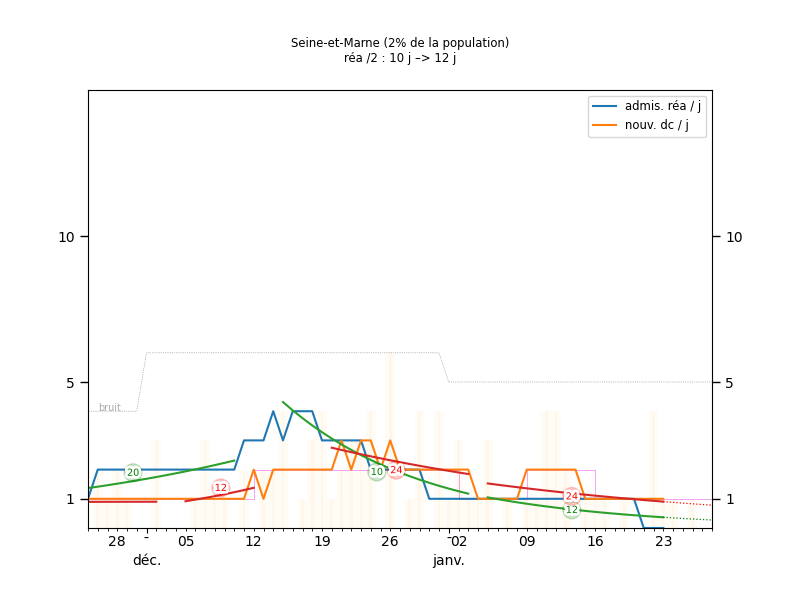 Seine-et-Marne (2% de la population)
réa /2 : 10 j –> 12 j
admis. réa / j
nouv. dc / j
10 10
5 5
bruit
20 12 10 24 24 12
1 1
28 05 12 19 26 02 09 16 23
déc. janv.